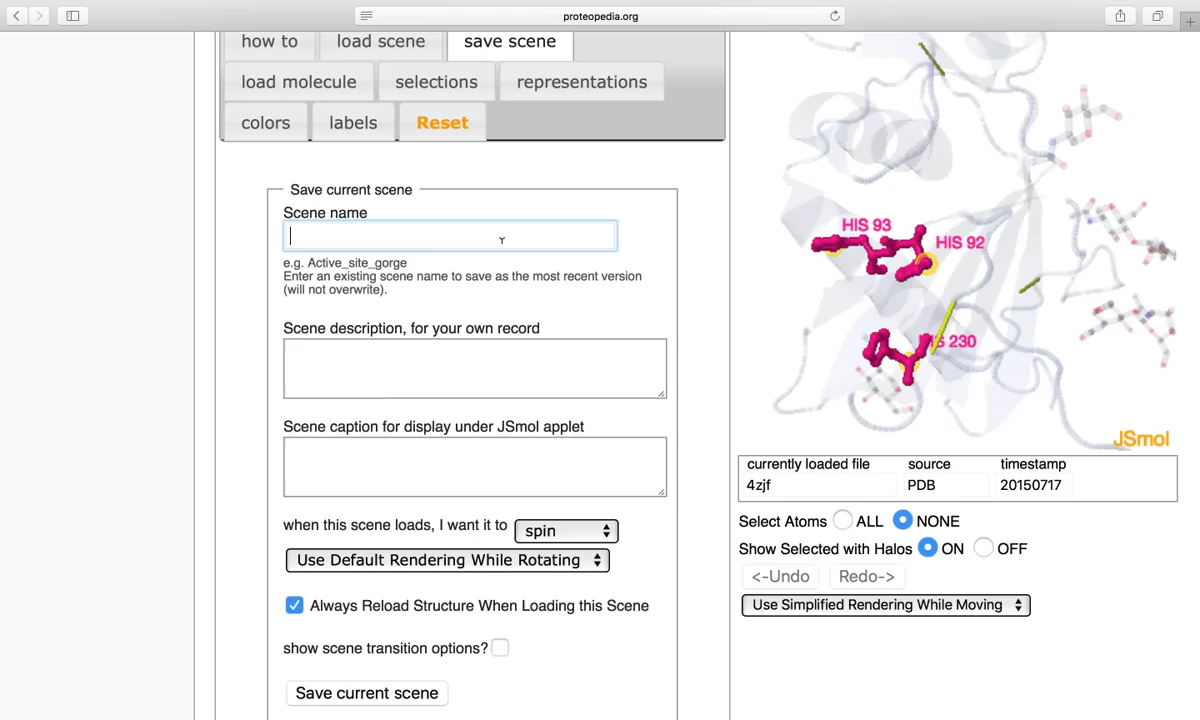 proteopedia.org
how to
load scene
save scene
load molecule
selections
representations
colors
labels
Reset
Save current scene
Scene name
e.g. Active_site_gorge
Enter an existing scene name to save as the most recent version
(will not overwrite).
Scene description, for your own record
Scene caption for display under JSmol applet
when this scene loads, I want it to spin
Use Default Rendering While Rotating
Always Reload Structure When Loading this Scene
show scene transition options?
Save current scene
HIS 93
HIS 92
HIS 230
JSmol
currently loaded file source timestamp
4zjf PDB 20150717
Select Atoms ALL NONE
Show Selected with Halos ON OFF
<-Undo Redo->
Use Simplified Rendering While Moving